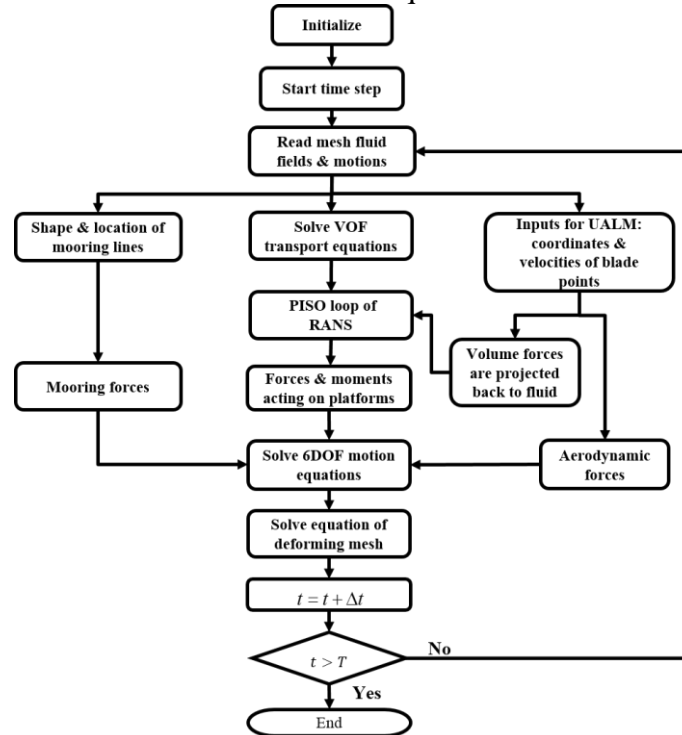 Initialize
Start time step
Read mesh fluid
fields & motions
Shape & location of
mooring lines
Solve VOF
transport equations
Inputs for UALM:
coordinates &
velocities of blade
points
PISO loop of
RANS
Volume forces
are projected
back to fluid
Mooring forces
Forces & moments
acting on platforms
Solve 6DOF motion
equations
Aerodynamic
forces
Solve equation of
deforming mesh
t = t + Δt
t > T
No
Yes
End